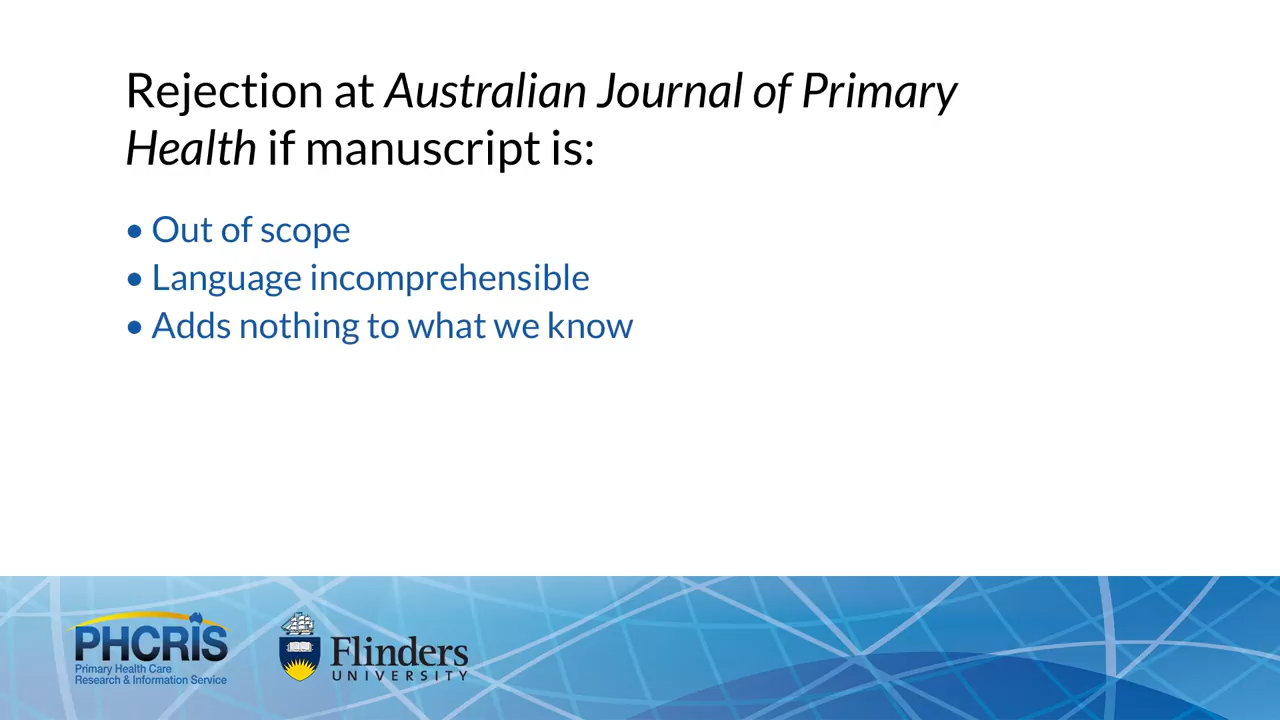 Rejection at Australian Journal of Primary
Health if manuscript is:
• Out of scope
• Language incomprehensible
• Adds nothing to what we know
PHCRIS
Primary Health Care
Research & Information Service
Flinders
UNIVERSITY